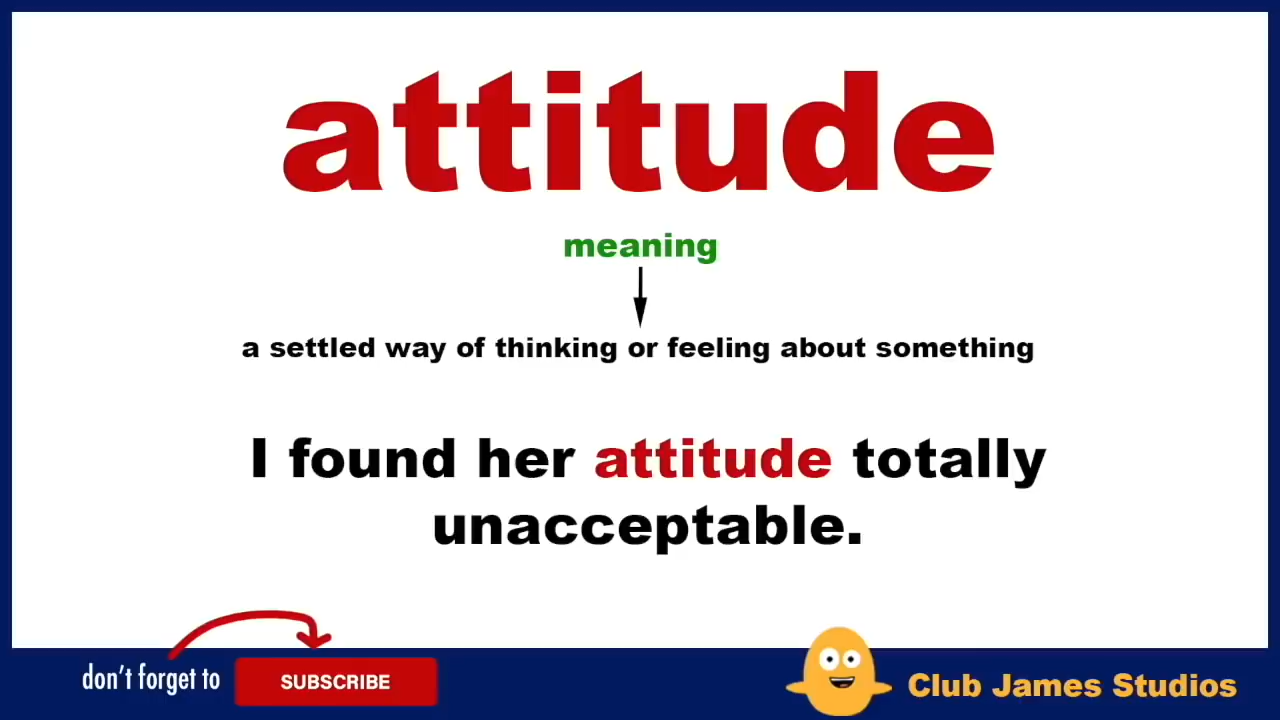 attitude
meaning
a settled way of thinking or feeling about something
I found her attitude totally
unacceptable.
don't forget to SUBSCRIBE
Club James Studios